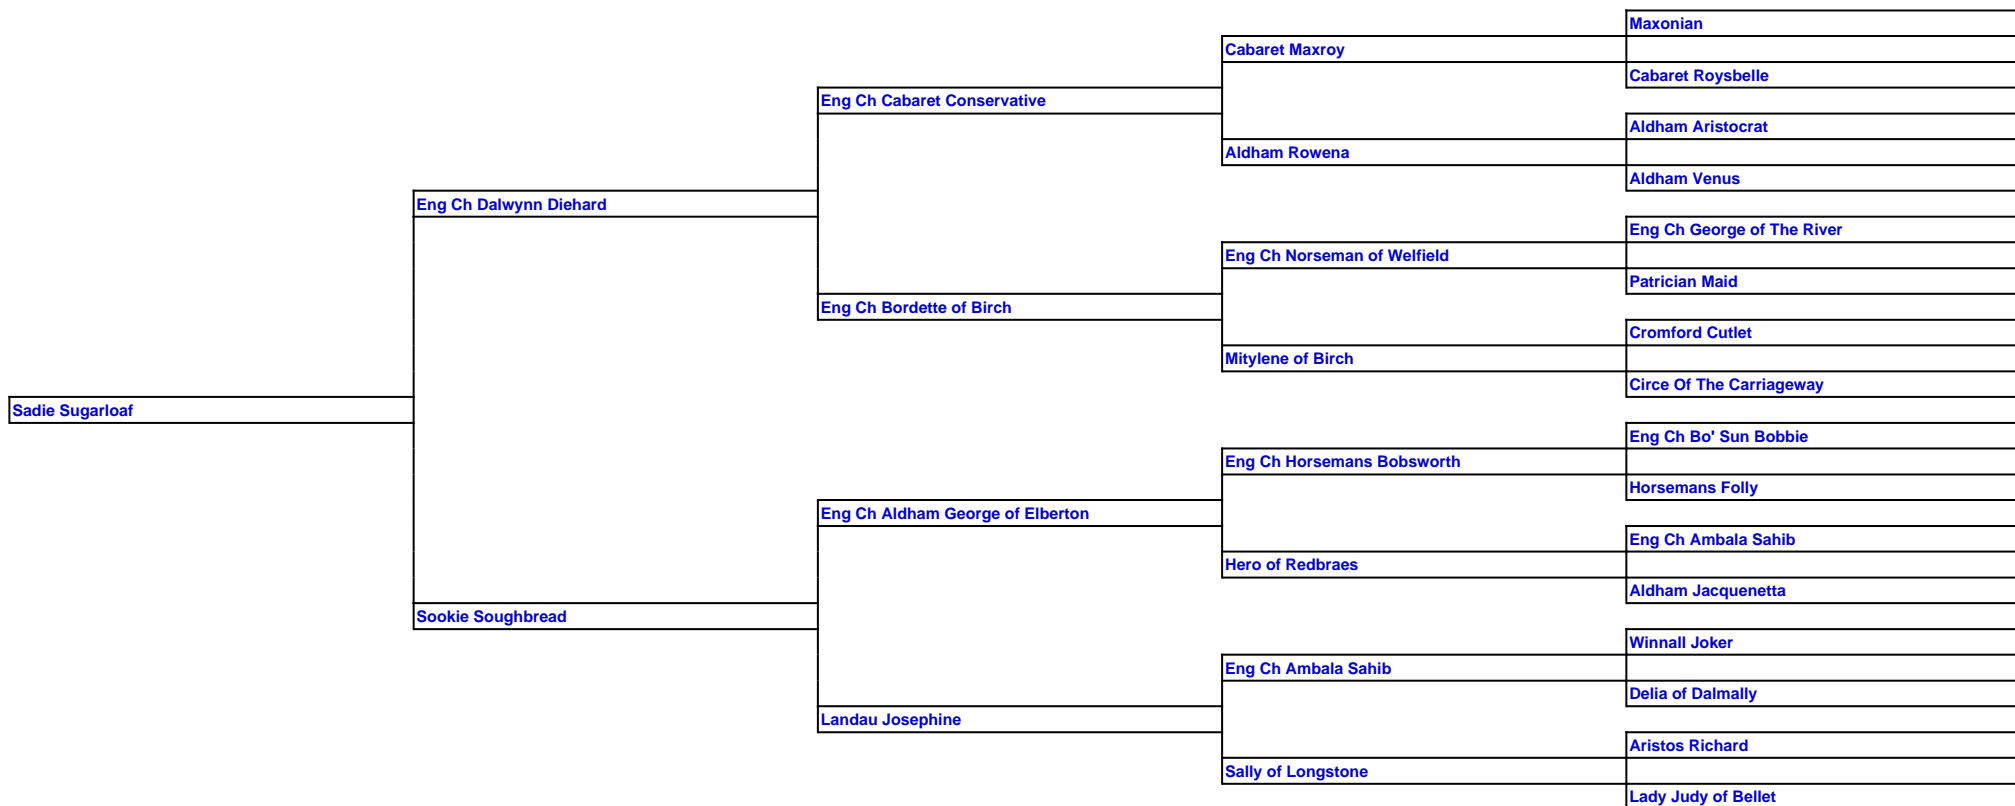 Maxonian
Cabaret Maxroy
Cabaret Roysbelle
Eng Ch Cabaret Conservative
Aldham Aristocrat
Aldham Rowena
Aldham Venus
Eng Ch Dalwynn Diehard
Eng Ch George of The River
Eng Ch Norseman of Welfield
Patrician Maid
Eng Ch Bordette of Birch
Cromford Cutlet
Mitylene of Birch
Circe Of The Carriageway
Sadie Sugarloaf
Eng Ch Bo' Sun Bobbie
Eng Ch Horsemans Bobsworth
Horsemans Folly
Eng Ch Aldham George of Elberton
Eng Ch Ambala Sahib
Hero of Redbraes
Aldham Jacquenetta
Sookie Soughbread
Winnall Joker
Eng Ch Ambala Sahib
Delia of Dalmally
Landau Josephine
Aristos Richard
Sally of Longstone
Lady Judy of Bellet